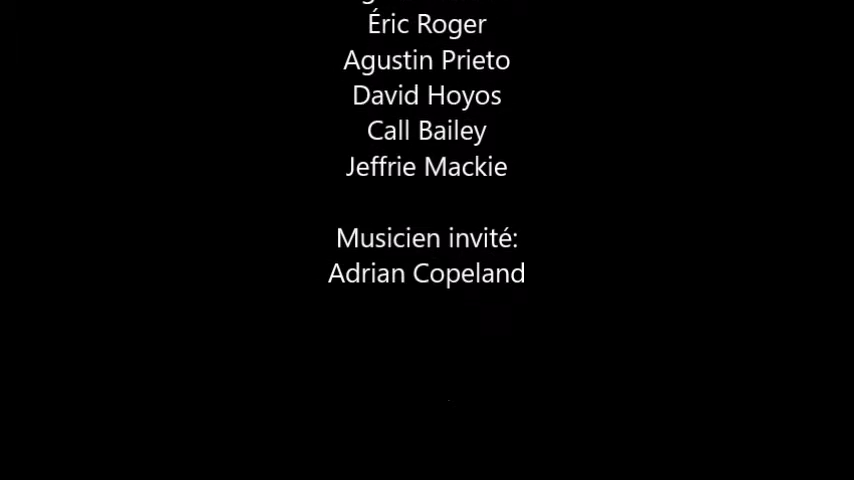 Éric Roger
Agustin Prieto
David Hoyos
Call Bailey
Jeffrie Mackie
Musicien invité:
Adrian Copeland